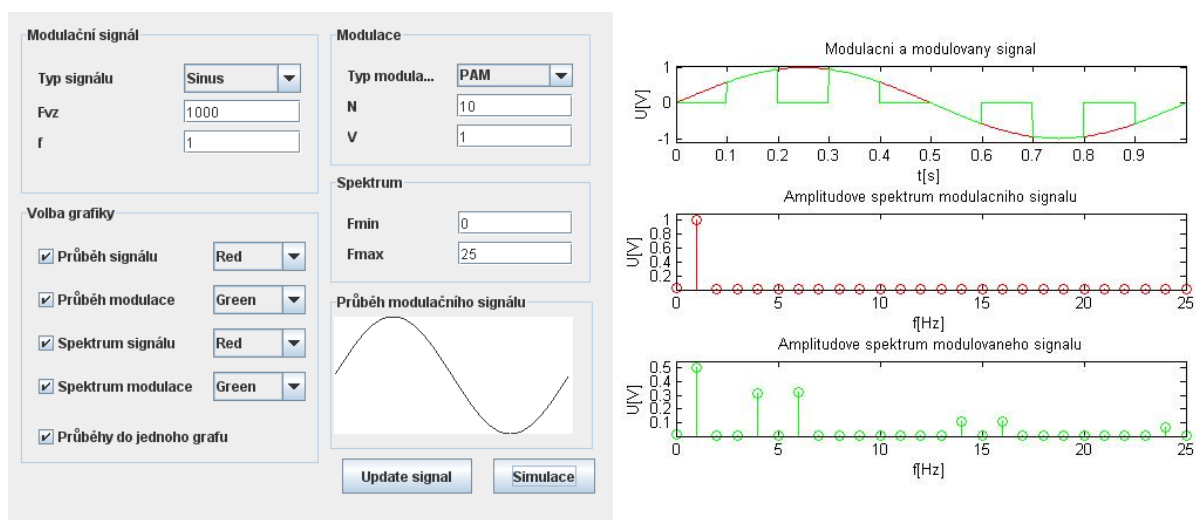 Modulační signál
Typ signálu
Sinus
Fvz
1000
f
1
Volba grafiky
Průběh signálu
Red
Průběh modulace
Green
Spektrum signálu
Red
Spektrum modulace
Green
Průběhy do jednoho grafu
Modulace
Typ modula...
PAM
N
10
V
1
Spektrum
Fmin
0
Fmax
25
Průběh modulačního signálu
Update signal
Simulace
Modulacni a modulovany signal
U[V]
1
0
-1
0 0.1 0.2 0.3 0.4 0.5 0.6 0.7 0.8 0.9
t[s]
Amplitudove spektrum modulacniho signalu
U[V]
1
0.8
0.6
0.4
0.2
0 5 10 15 20 25
f[Hz]
Amplitudove spektrum modulovaneho signalu
U[V]
0.5
0.4
0.3
0.2
0.1
0 5 10 15 20 25
f[Hz]